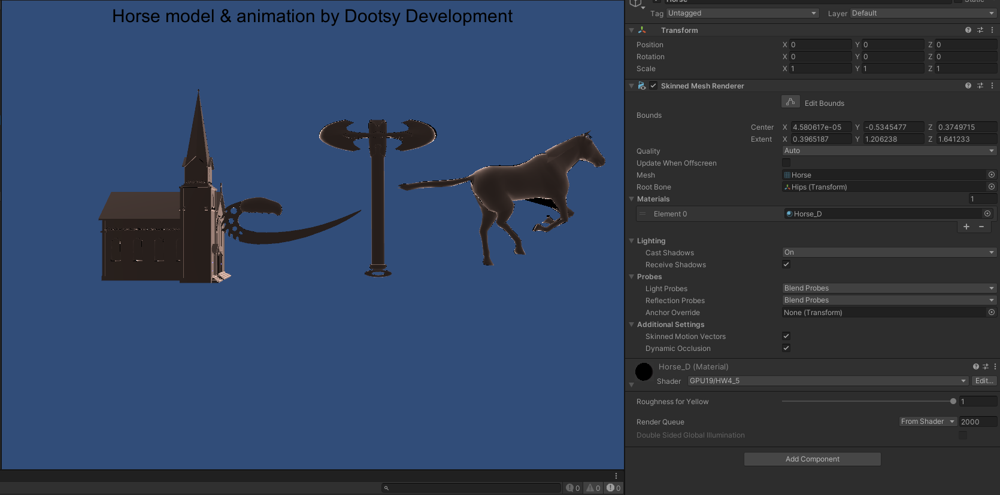 Horse model & animation by Dootsy Development
Horse
Static
Tag Untagged Layer Default
Transform
Position X 0 Y 0 Z 0
Rotation X 0 Y 0 Z 0
Scale X 1 Y 1 Z 1
Skinned Mesh Renderer
Edit Bounds
Bounds
Center X 4.580617e-05 Y -0.5345477 Z 0.3749715
Extent X 0.3965187 Y 1.206238 Z 1.641233
Quality Auto
Update When Offscreen
Mesh Horse
Root Bone Hips (Transform)
Materials 1
Element 0 Horse_D
Lighting
Cast Shadows On
Receive Shadows
Probes
Light Probes Blend Probes
Reflection Probes Blend Probes
Anchor Override None (Transform)
Additional Settings
Skinned Motion Vectors
Dynamic Occlusion
Horse_D (Material)
Shader GPU19/HW4_5 Edit...
Roughness for Yellow 1
Render Queue From Shader 2000
Double Sided Global Illumination
Add Component
0 0 0